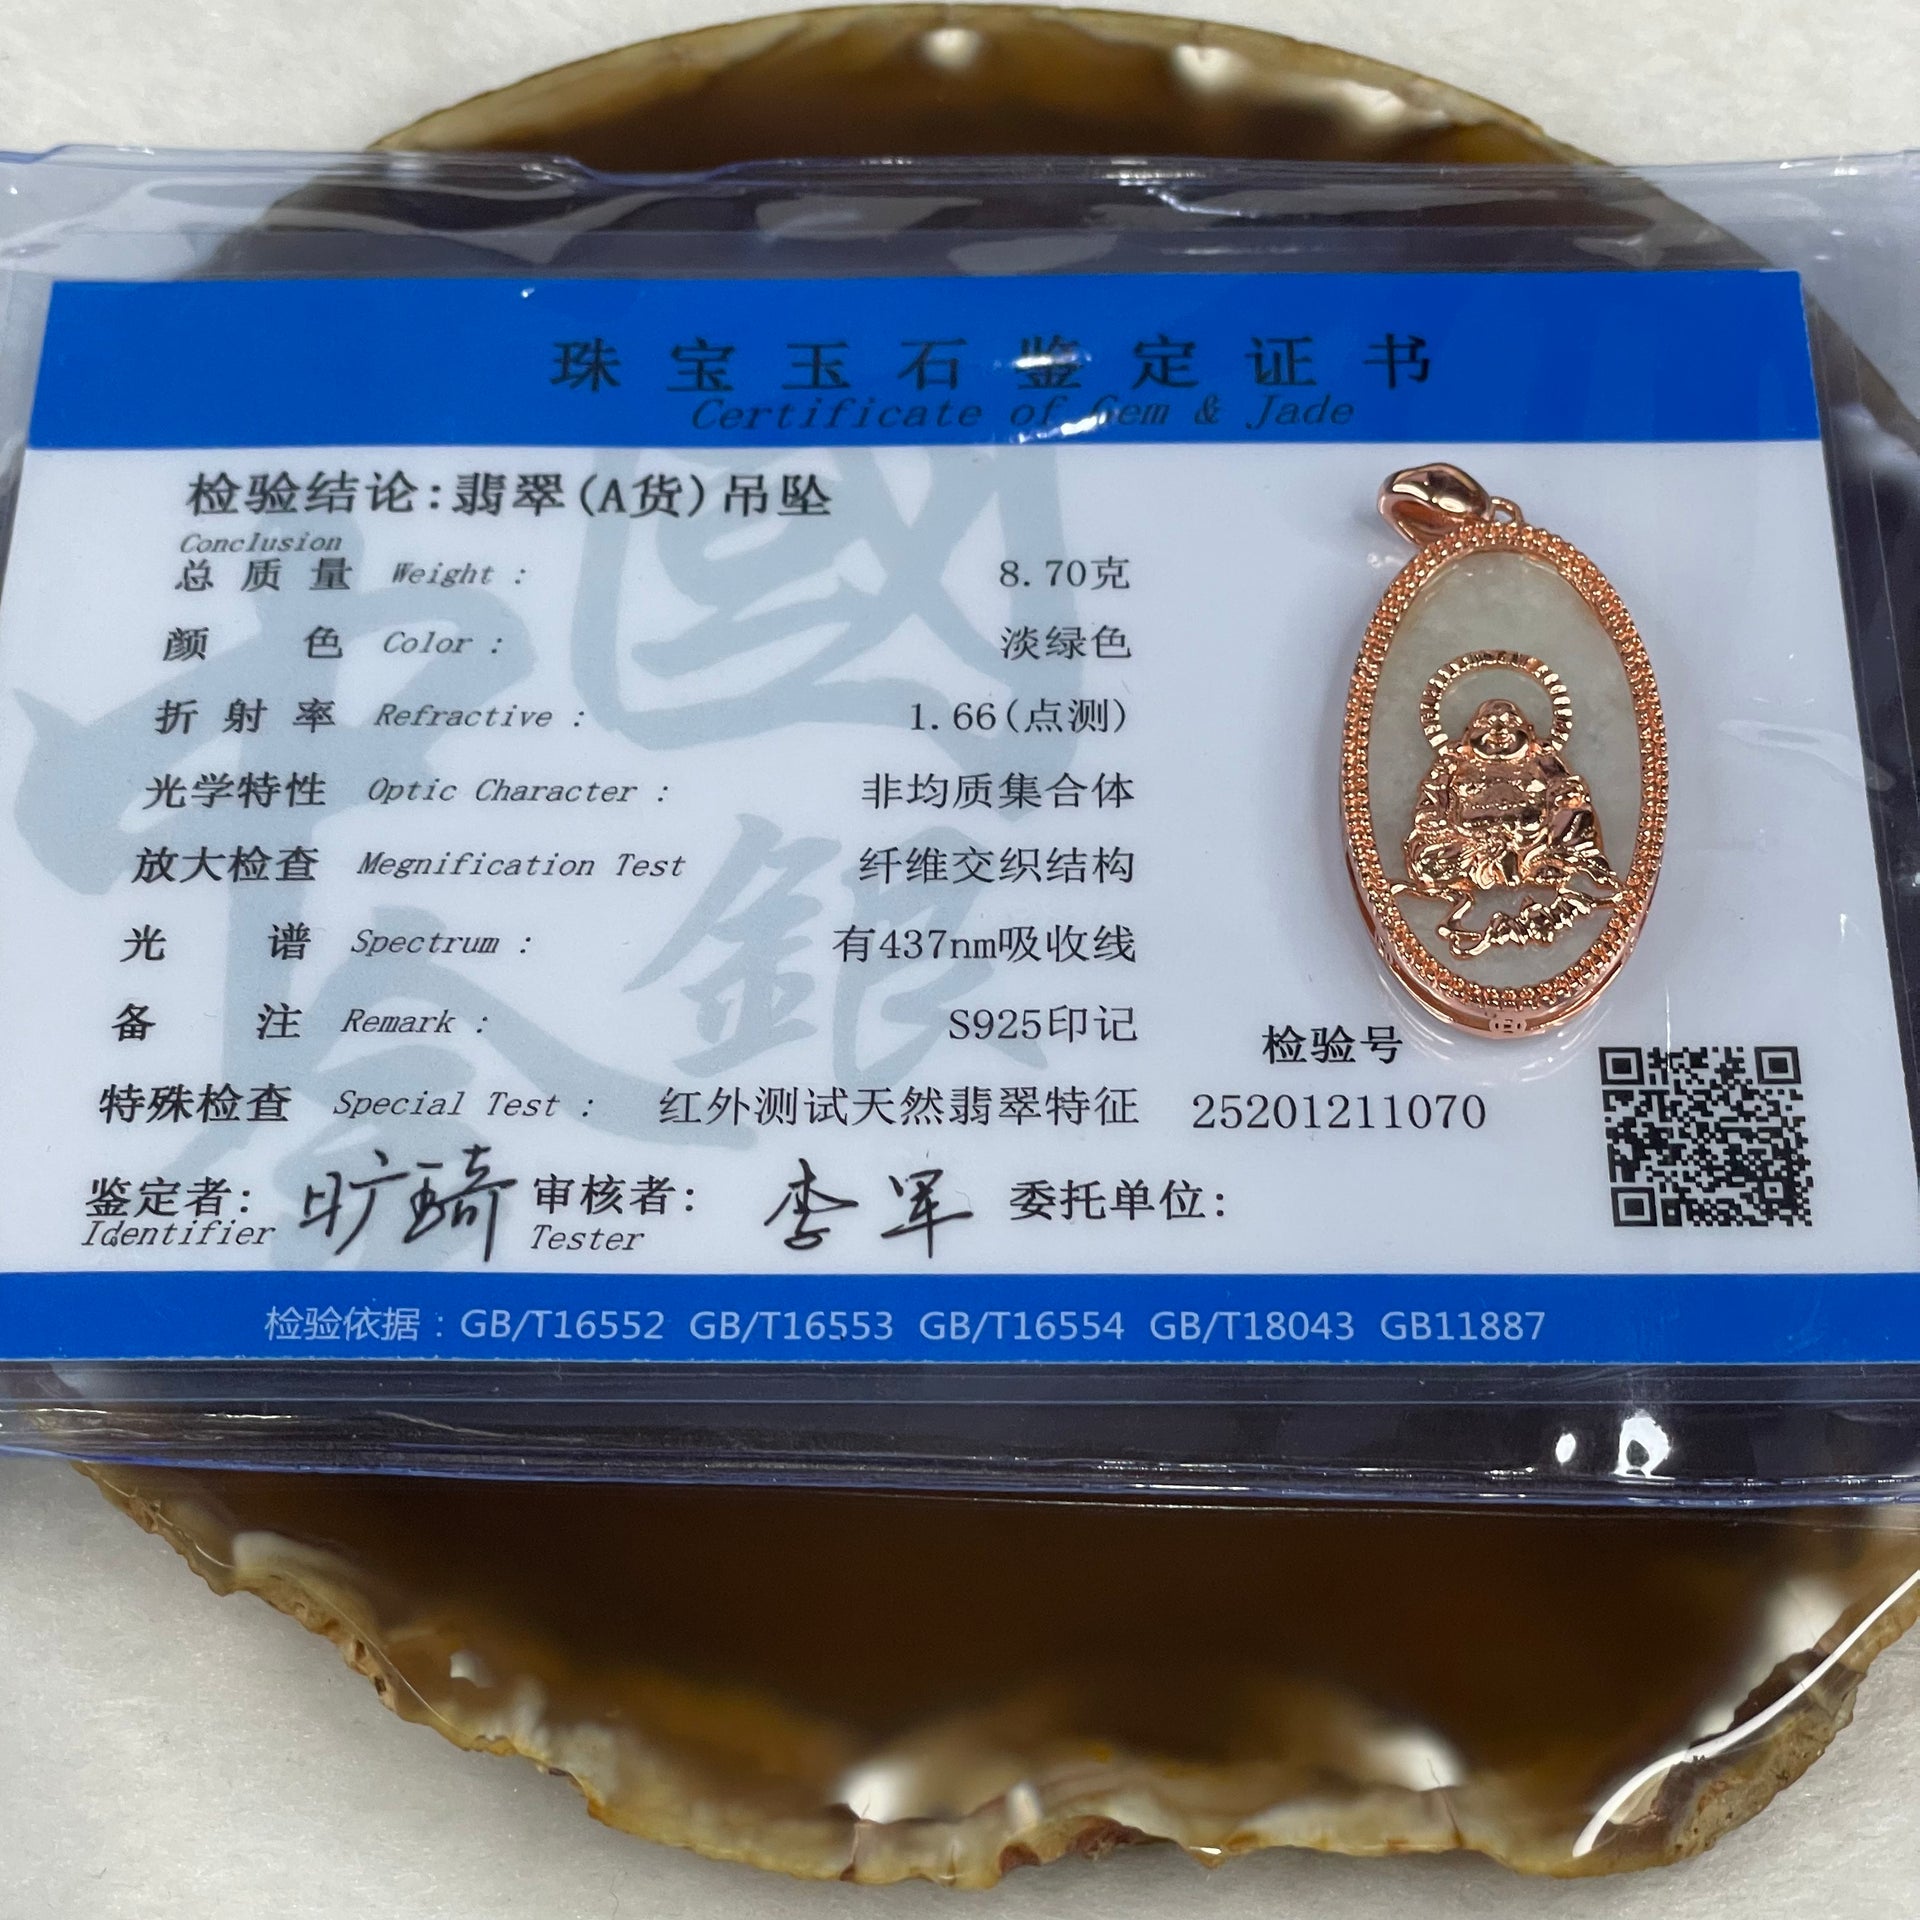 珠宝玉石鉴定证书
Certificate of Gem & Jade
检验结论:翡翠(A货)吊坠
Conclusion
总质量 Weight : 8.70克
颜色 Color : 淡绿色
折射率 Refractive : 1.66(点测)
光学特性 Optic Character : 非均质集合体
放大检查 Megnification Test 纤维交织结构
光谱 Spectrum : 有437nm吸收线
备注 Remark : S925印记
检验号
特殊检查 Special Test : 红外测试天然翡翠特征
25201211070
鉴定者: 旷琦 审核者: 李军 委托单位:
Identifier Tester
检验依据:GB/T16552 GB/T16553 GB/T16554 GB/T18043 GB11887